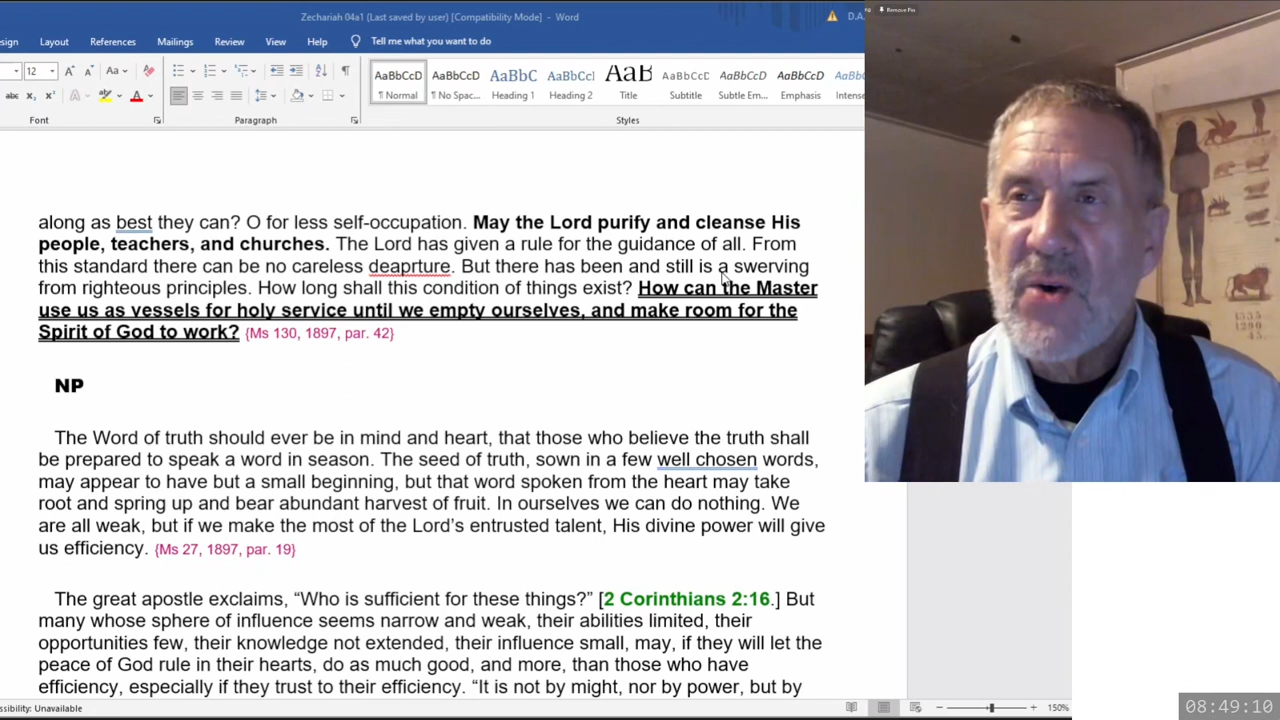 Zechariah 04a1 (Last saved by user) [Compatibility Mode] - Word
D.A.
Remove Pin
sign Layout References Mailings Review View Help Tell me what you want to do
12 Aa
AaBbCcD AaBbCcD AaBbC AaBbCcI AaB AaBbCcD AaBbCcD AaBbCcD AaBb
¶ Normal ¶ No Spac... Heading 1 Heading 2 Title Subtitle Subtle Em... Emphasis Intense
Font Paragraph Styles
along as best they can? O for less self-occupation. May the Lord purify and cleanse His
people, teachers, and churches. The Lord has given a rule for the guidance of all. From
this standard there can be no careless deaprture. But there has been and still is a swerving
from righteous principles. How long shall this condition of things exist? How can the Master
use us as vessels for holy service until we empty ourselves, and make room for the
Spirit of God to work? {Ms 130, 1897, par. 42}
NP
The Word of truth should ever be in mind and heart, that those who believe the truth shall
be prepared to speak a word in season. The seed of truth, sown in a few well chosen words,
may appear to have but a small beginning, but that word spoken from the heart may take
root and spring up and bear abundant harvest of fruit. In ourselves we can do nothing. We
are all weak, but if we make the most of the Lord’s entrusted talent, His divine power will give
us efficiency. {Ms 27, 1897, par. 19}
The great apostle exclaims, “Who is sufficient for these things?” [2 Corinthians 2:16.] But
many whose sphere of influence seems narrow and weak, their abilities limited, their
opportunities few, their knowledge not extended, their influence small, may, if they will let the
peace of God rule in their hearts, do as much good, and more, than those who have
efficiency, especially if they trust to their efficiency. “It is not by might, nor by power, but by
ssibility: Unavailable
150%
08:49:10